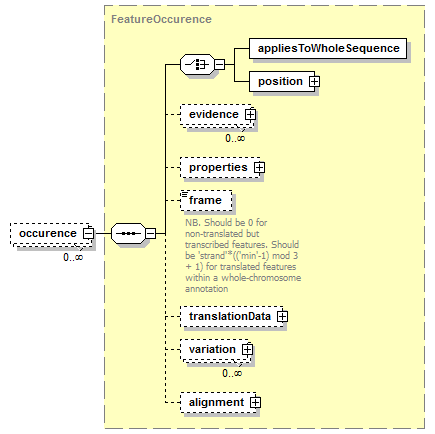 FeatureOccurence
appliesToWholeSequence
position
evidence
0..∞
properties
frame
NB. Should be 0 for
non-translated but
transcribed features. Should
be 'strand'*(('min'-1) mod 3
+ 1) for translated features
within a whole-chromosome
annotation
occurence
0..∞
translationData
variation
0..∞
alignment